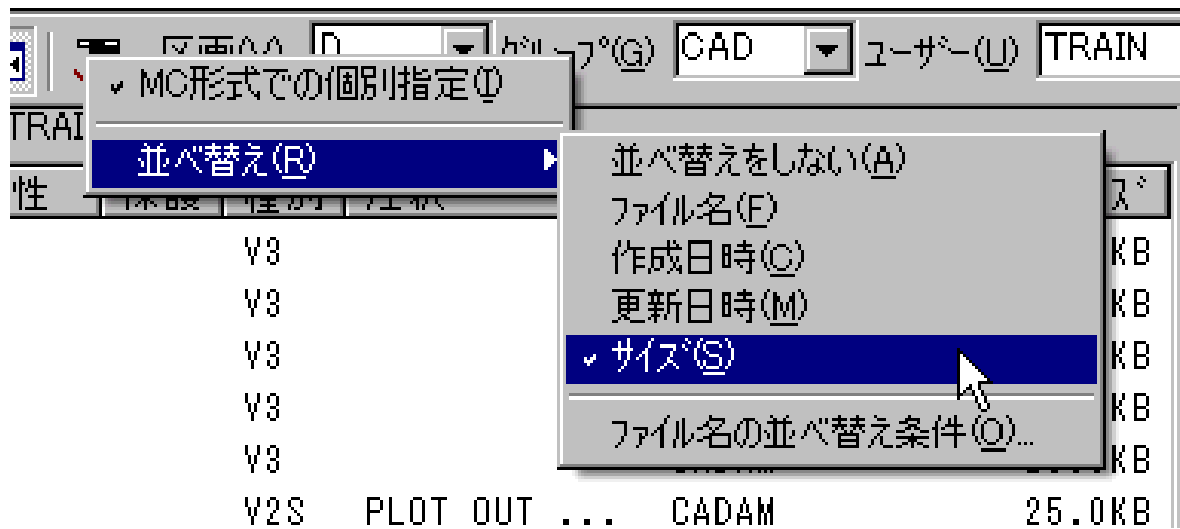 D ｸﾞﾙｰﾌﾟ(G) CAD ﾕｰｻﾞｰ(U) TRAIN
MC形式での個別指定(I)
TRAI
並べ替え(R)
並べ替えをしない(A)
性
ﾌｧｲﾙ名(F)
V3 作成日時(C) KB
V3 更新日時(M) KB
V3 ｻｲｽﾞ(S) KB
V3 KB
ﾌｧｲﾙ名の並べ替え条件(O)...
V3 KB
V2S PLOT OUT ... CADAM 25.0KB